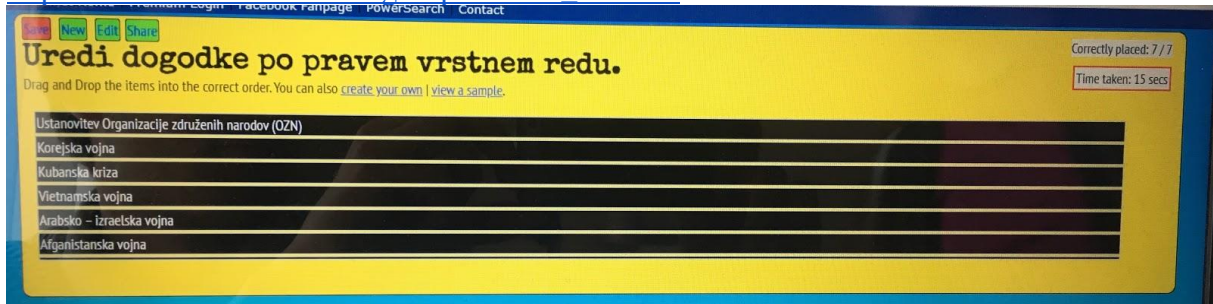 Premium Login Facebook Fanpage PowerSearch Contact
Save New Edit Share
Uredi dogodke po pravem vrstnem redu.
Correctly placed: 7 / 7
Drag and Drop the items into the correct order. You can also create your own | view a sample.
Time taken: 15 secs
Ustanovitev Organizacije združenih narodov (OZN)
Korejska vojna
Kubanska kriza
Vietnamska vojna
Arabsko – izraelska vojna
Afganistanska vojna